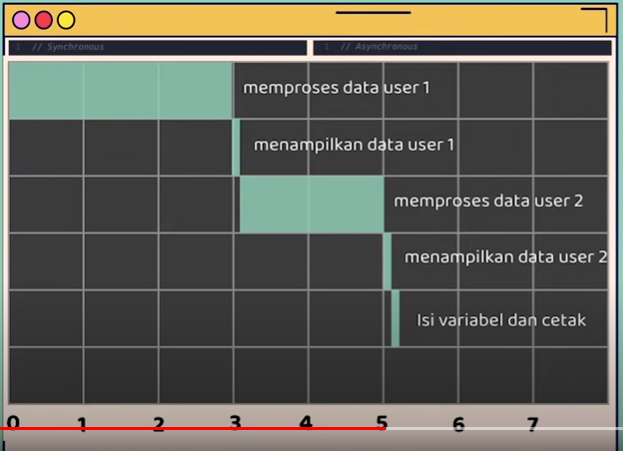 1 // Synchronous
1 // Asynchronous
memproses data user 1
menampilkan data user 1
memproses data user 2
menampilkan data user 2
Isi variabel dan cetak
0 1 2 3 4 5 6 7